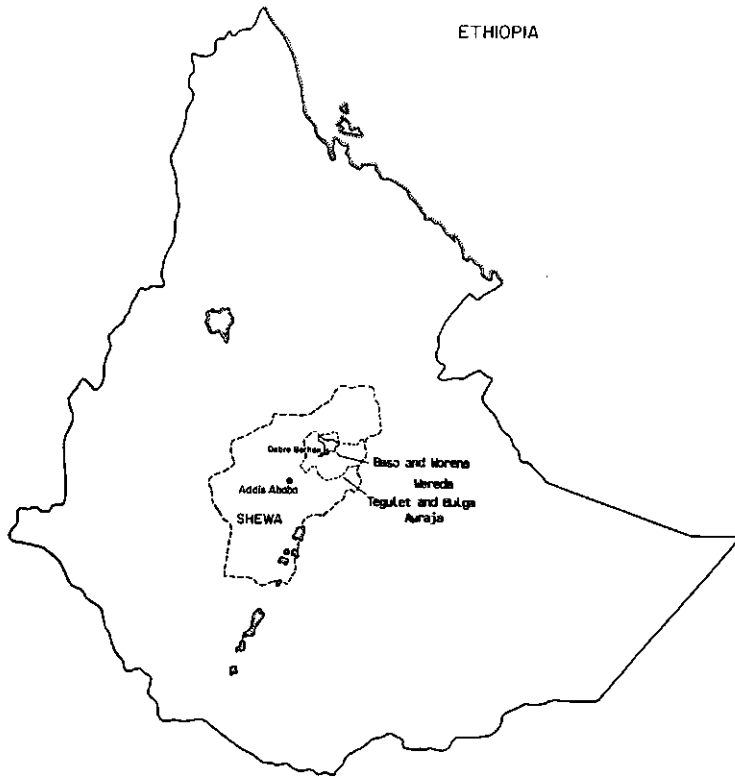 ETHIOPIA
Debre Berhan
Baso and Worena
Wereda
Addis Ababa
Tegulet and Bulga
Awraja
SHEWA